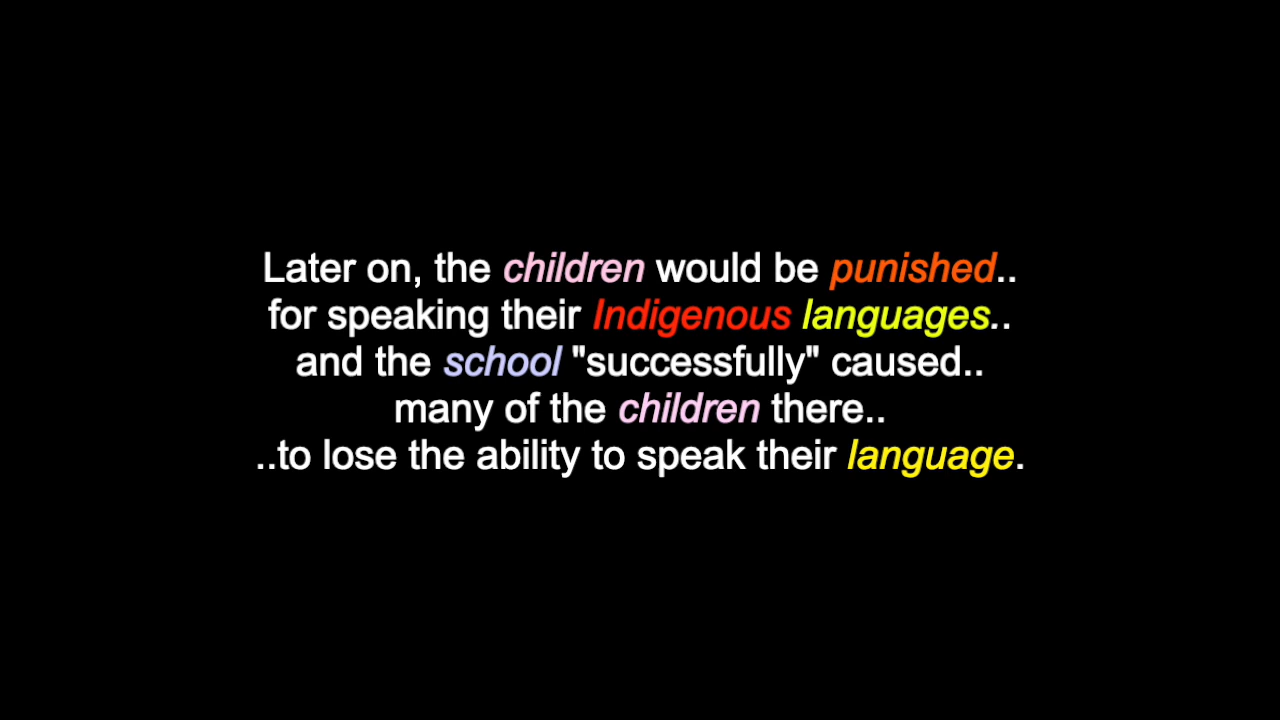 Later on, the children would be punished..
for speaking their Indigenous languages..
and the school "successfully" caused..
many of the children there..
..to lose the ability to speak their language.